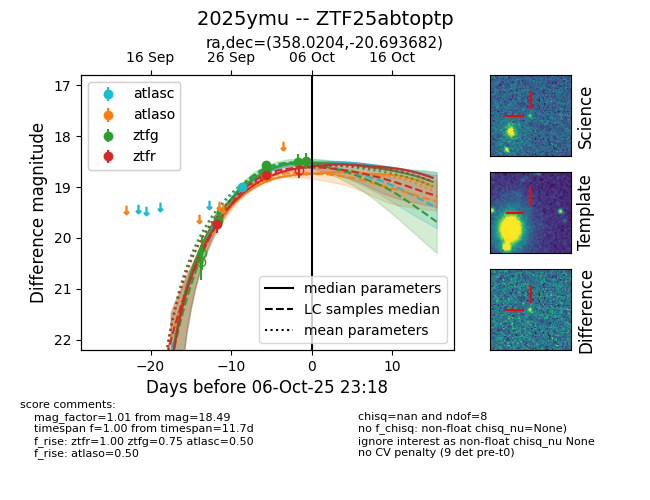 2025ymu -- ZTF25abtoptp
ra,dec=(358.0204,-20.693682)
16 Sep 26 Sep 06 Oct 16 Oct
17
18
19
20
21
22
Difference magnitude
atlasc
atlaso
ztfg
ztfr
median parameters
LC samples median
mean parameters
−20 −10 0 10
Days before 06-Oct-25 23:18
Science
Template
Difference
score comments:
mag_factor=1.01 from mag=18.49
timespan f=1.00 from timespan=11.7d
f_rise: ztfr=1.00 ztfg=0.75 atlasc=0.50
f_rise: atlaso=0.50
chisq=nan and ndof=8
no f_chisq: non-float chisq_nu=None)
ignore interest as non-float chisq_nu None
no CV penalty (9 det pre-t0)